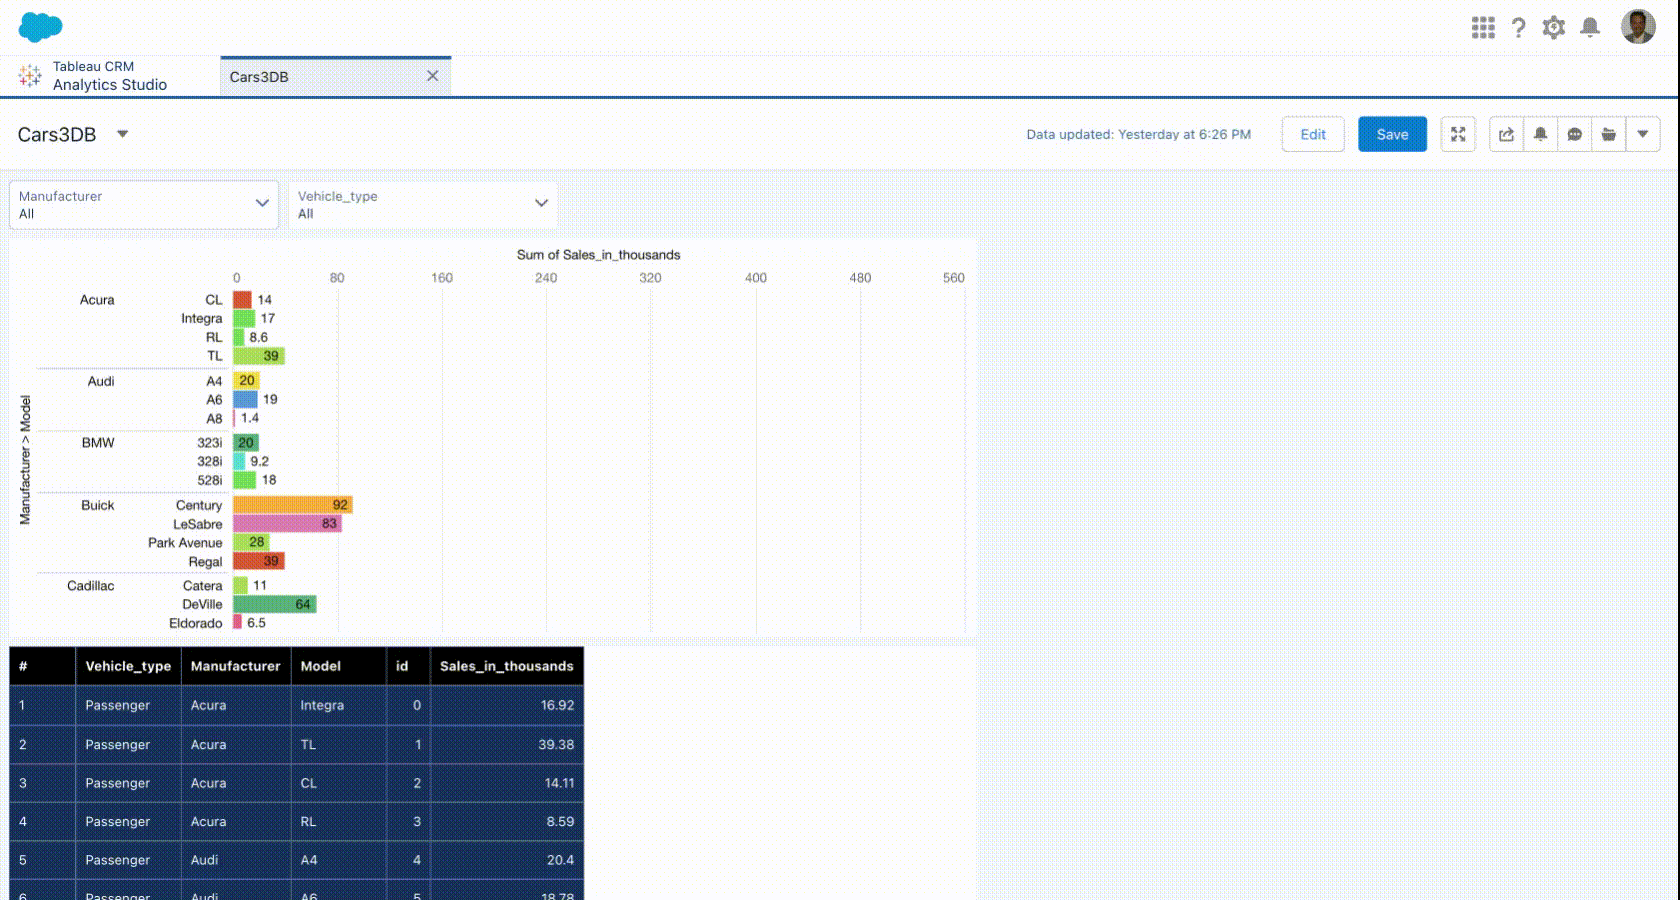 Tableau CRM
Analytics Studio
Cars3DB
Cars3DB
Data updated: Yesterday at 6:26 PM
Edit
Save
Manufacturer
All
Vehicle_type
All
Sum of Sales_in_thousands
0 80 160 240 320 400 480 560
Manufacturer > Model
Acura CL 14
Integra 17
RL 8.6
TL 39
Audi A4 20
A6 19
A8 1.4
BMW 323i 20
328i 9.2
528i 18
Buick Century 92
LeSabre 83
Park Avenue 28
Regal 39
Cadillac Catera 11
DeVille 64
Eldorado 6.5
# Vehicle_type Manufacturer Model id Sales_in_thousands
1 Passenger Acura Integra 0 16.92
2 Passenger Acura TL 1 39.38
3 Passenger Acura CL 2 14.11
4 Passenger Acura RL 3 8.59
5 Passenger Audi A4 4 20.4
6 Passenger Audi A6 5 18.78